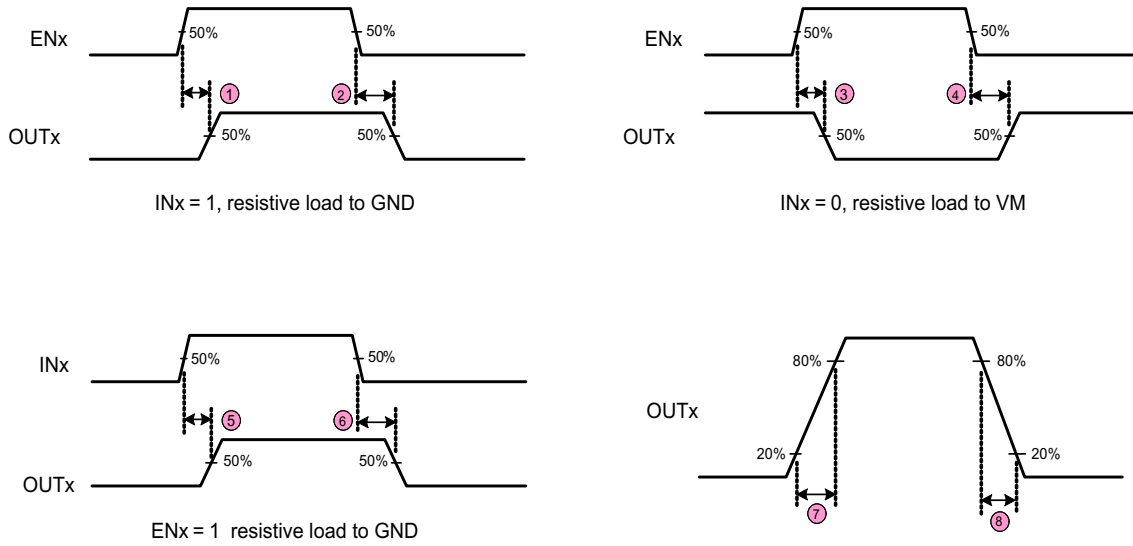 ENx
50%
50%
1
2
OUTx
50%
50%
INx = 1, resistive load to GND
ENx
50%
50%
3
4
OUTx
50%
50%
INx = 0, resistive load to VM
INx
50%
50%
5
6
OUTx
50%
50%
ENx = 1 resistive load to GND
80%
80%
OUTx
20%
20%
7
8